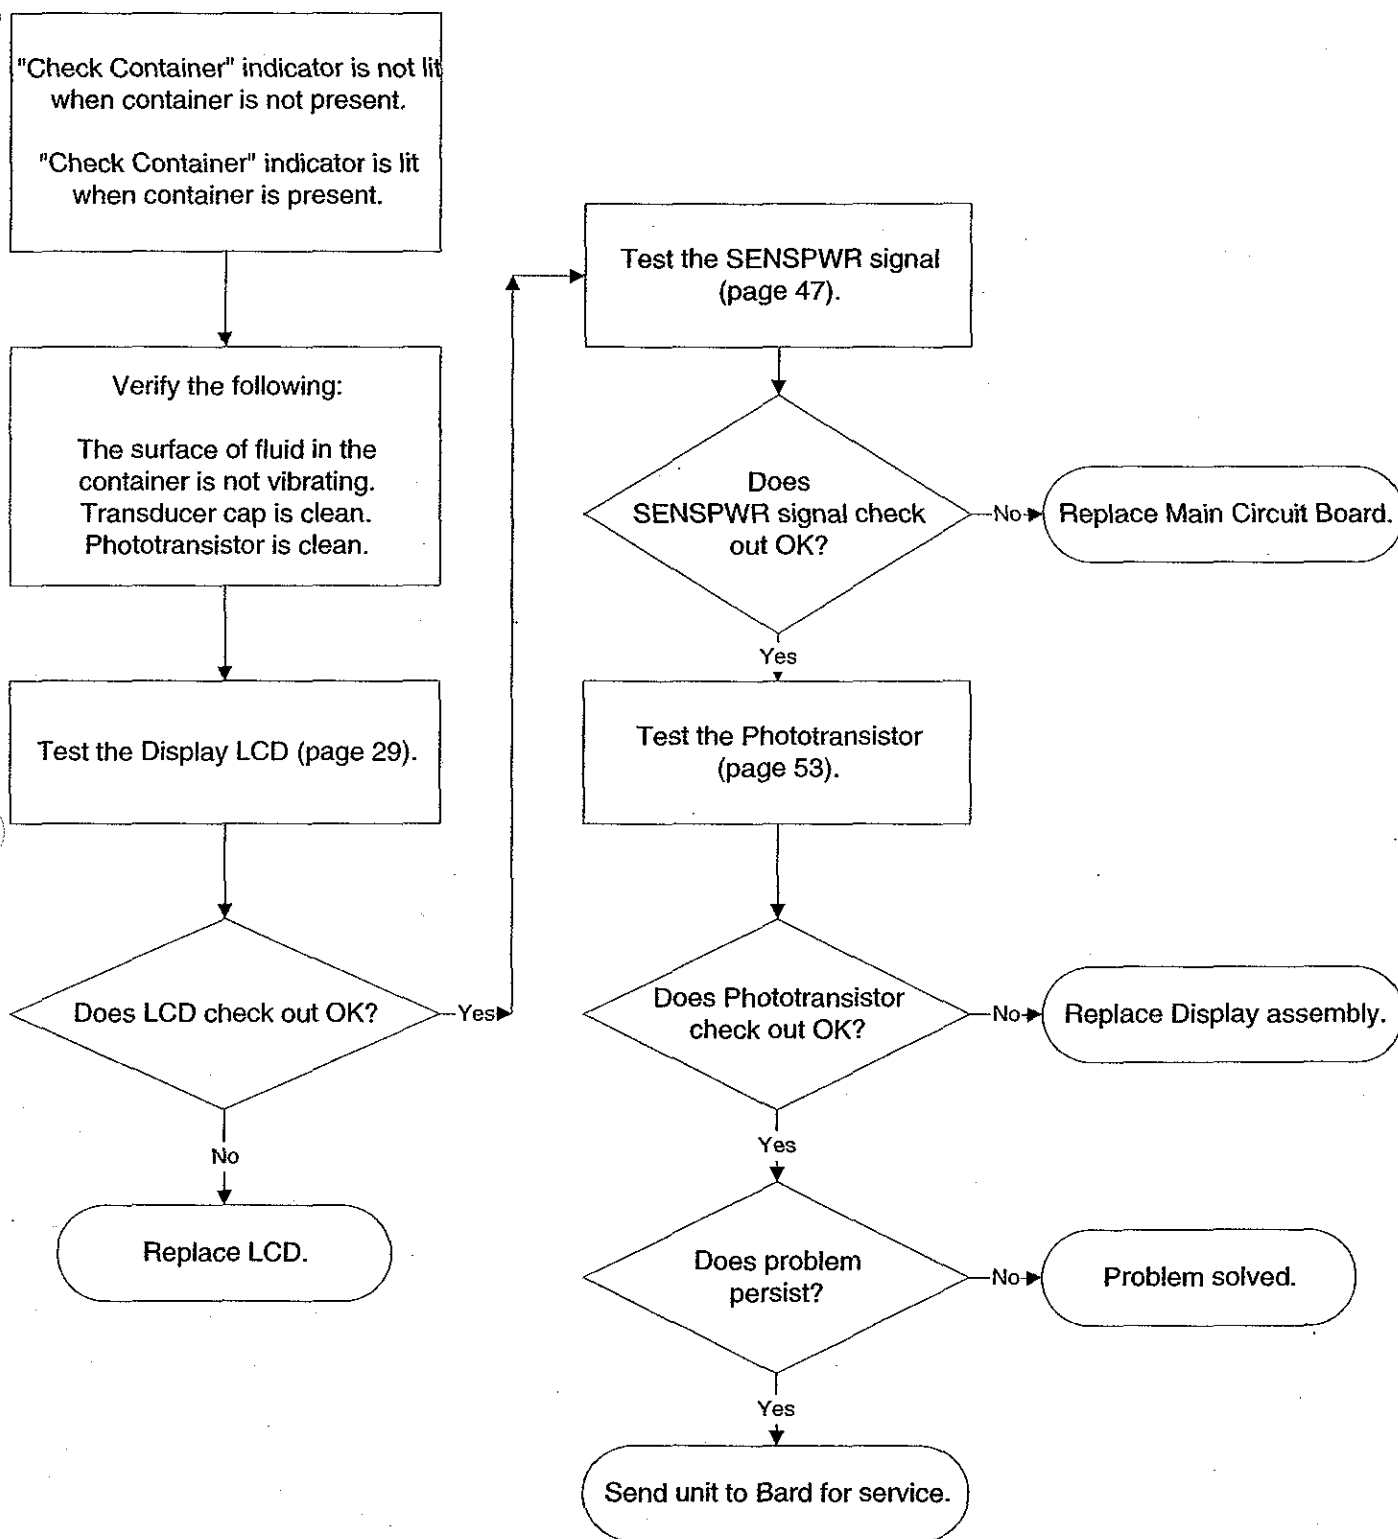 "Check Container" indicator is not lit
when container is not present.
"Check Container" indicator is lit
when container is present.
Verify the following:
The surface of fluid in the
container is not vibrating.
Transducer cap is clean.
Phototransistor is clean.
Test the Display LCD (page 29).
Does LCD check out OK?
Yes
No
Replace LCD.
Test the SENSPWR signal
(page 47).
Does
SENSPWR signal check
out OK?
No
Replace Main Circuit Board.
Yes
Test the Phototransistor
(page 53).
Does Phototransistor
check out OK?
No
Replace Display assembly.
Yes
Does problem
persist?
No
Problem solved.
Yes
Send unit to Bard for service.